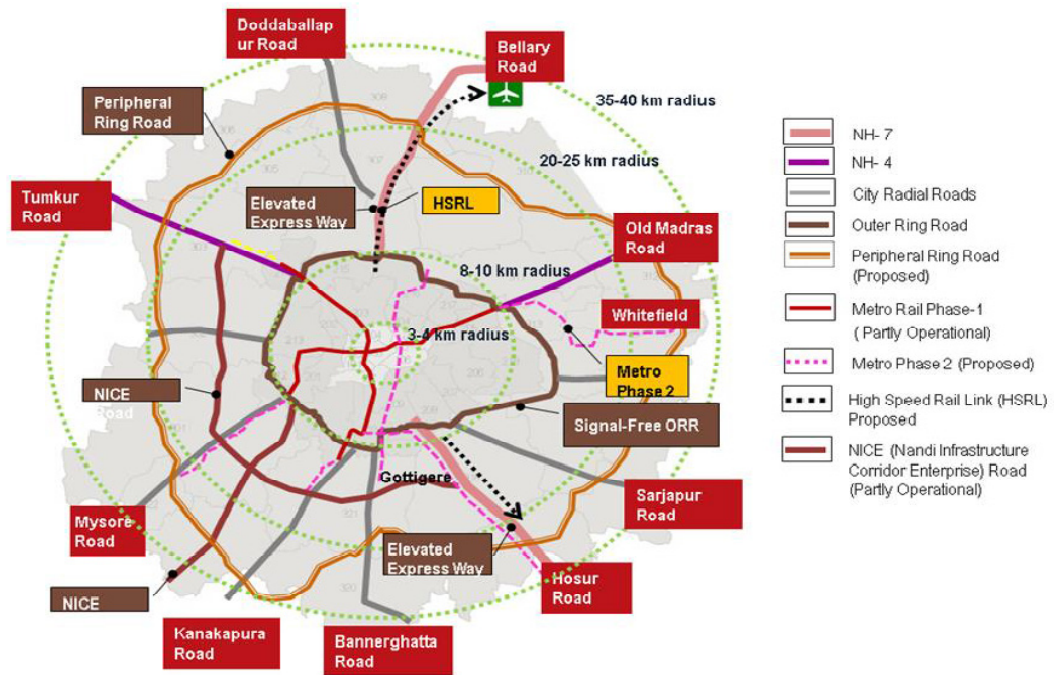 Doddaballap
ur Road
Bellary
Road
35-40 km radius
Peripheral
Ring Road
20-25 km radius
Tumkur
Road
Elevated
Express Way
HSRL
Old Madras
Road
8-10 km radius
Whitefield
3-4 km radius
NICE
Road
Metro
Phase 2
Signal-Free ORR
Gottigere
Mysore
Road
Sarjapur
Road
Elevated
Express Way
Hosur
Road
NICE
Kanakapura
Road
Bannerghatta
Road
NH- 7
NH- 4
City Radial Roads
Outer Ring Road
Peripheral Ring Road
(Proposed)
Metro Rail Phase-1
( Partly Operational)
Metro Phase 2 (Proposed)
High Speed Rail Link (HSRL)
Proposed
NICE (Nandi Infrastructure
Corridor Enterprise) Road
(Partly Operational)